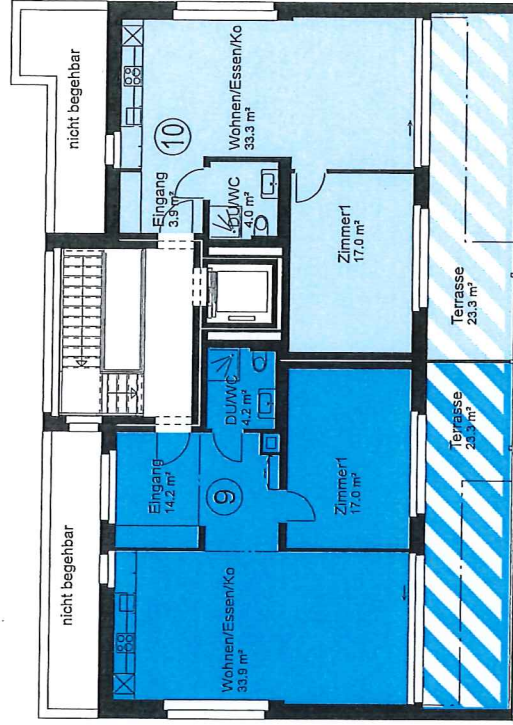 nicht begehbar
nicht begehbar
Wohnen/Essen/Ko
33.9 m²
Eingang
14.2 m²
9
DU/WC
4.2 m²
Zimmer1
17.0 m²
Terrasse
23.3 m²
Eingang
3.9 m²
10
DU/WC
4.0 m²
Wohnen/Essen/Ko
33.3 m²
Zimmer1
17.0 m²
Terrasse
23.3 m²